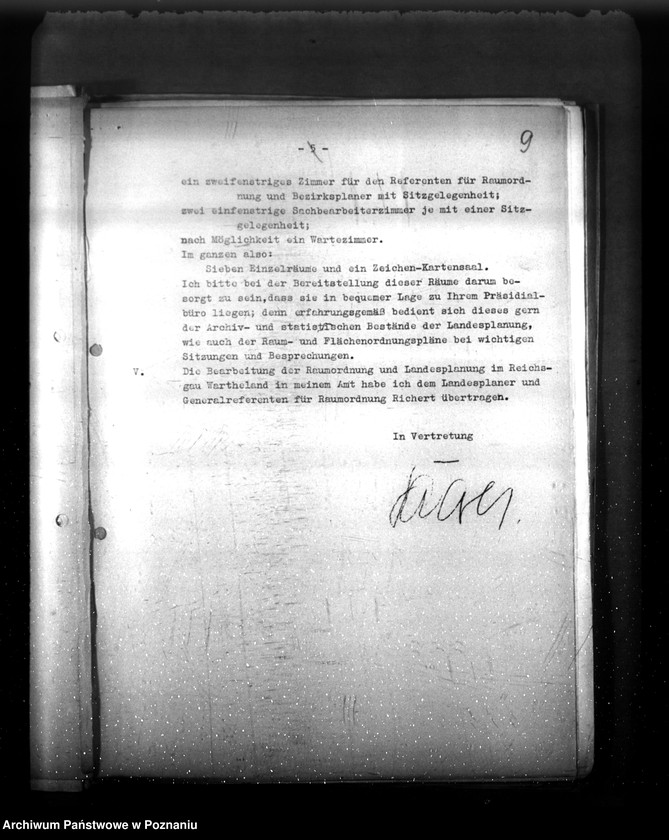 - 5 -
9
ein zweifenstriges Zimmer für den Referenten für Raumord-
nung und Bezirksplaner mit Sitzgelegenheit;
zwei einfenstrige Sachbearbeiterzimmer je mit einer Sitz-
gelegenheit;
nach Möglichkeit ein Wartezimmer.
Im ganzen also:
Sieben Einzelräume und ein Zeichen-Kartensaal.
Ich bitte bei der Bereitstellung dieser Räume darum be-
sorgt zu sein, dass sie in bequemer Lage zu Ihrem Präsidial-
büro liegen; denn erfahrungsgemäß bedient sich dieses gern
der Archiv- und statistischen Bestände der Landesplanung,
wie auch der Raum- und Flächenordnungspläne bei wichtigen
Sitzungen und Besprechungen.
V. Die Bearbeitung der Raumordnung und Landesplanung im Reichs-
gau Wartheland in meinem Amt habe ich dem Landesplaner und
Generalreferenten für Raumordnung Richert übertragen.
In Vertretung
Archiwum Państwowe w Poznaniu